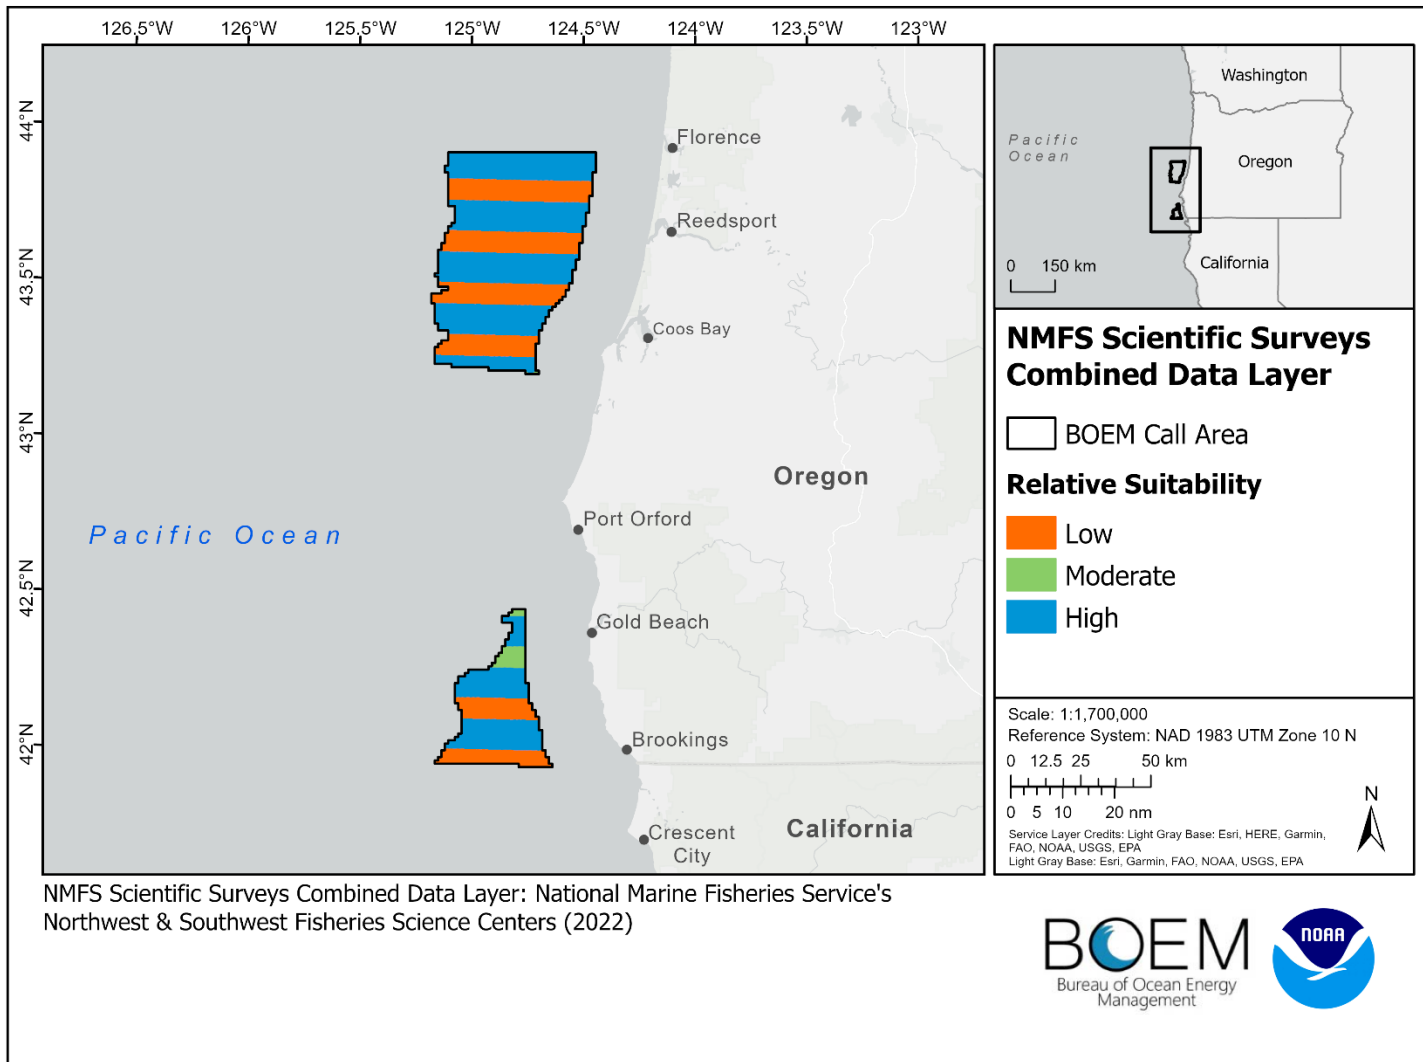 126.5°W 126°W 125.5°W 125°W 124.5°W 124°W 123.5°W 123°W
44°N
43.5°N
43°N
42.5°N
42°N
Florence
Reedsport
Coos Bay
Oregon
Port Orford
Pacific Ocean
Gold Beach
Brookings
Crescent
City
California
Washington
Pacific
Ocean
Oregon
California
0 150 km
NMFS Scientific Surveys
Combined Data Layer
BOEM Call Area
Relative Suitability
Low
Moderate
High
Scale: 1:1,700,000
Reference System: NAD 1983 UTM Zone 10 N
0 12.5 25 50 km
0 5 10 20 nm
N
Service Layer Credits: Light Gray Base: Esri, HERE, Garmin,
FAO, NOAA, USGS, EPA
Light Gray Base: Esri, Garmin, FAO, NOAA, USGS, EPA
NMFS Scientific Surveys Combined Data Layer: National Marine Fisheries Service's
Northwest & Southwest Fisheries Science Centers (2022)
BOEM
Bureau of Ocean Energy
Management
NOAA